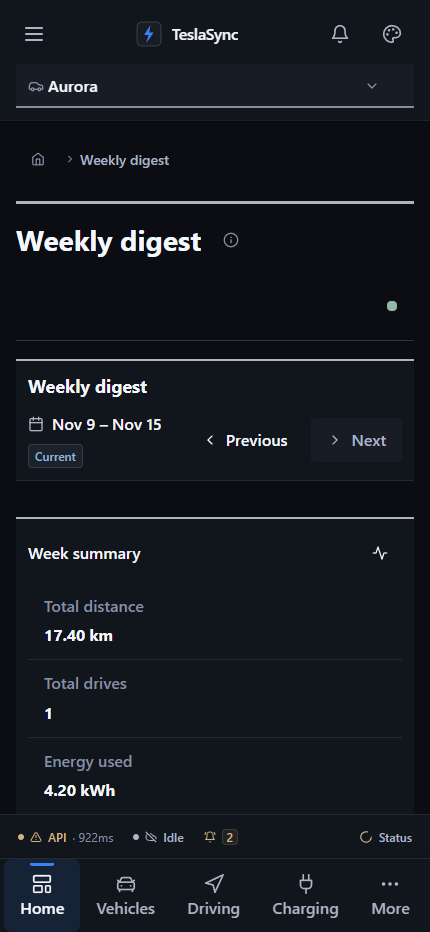 TeslaSync
Aurora
Weekly digest
Weekly digest
Weekly digest
Nov 9 – Nov 15
Current
Previous
Next
Week summary
Total distance
17.40 km
Total drives
1
Energy used
4.20 kWh
API · 922ms
Idle
2
Status
Home
Vehicles
Driving
Charging
More